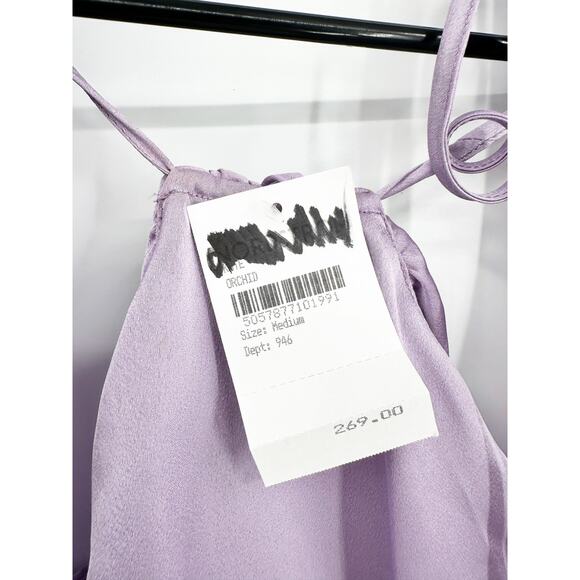 ORCHID
5057877101991
Size: Medium
Dept: 946
269.00